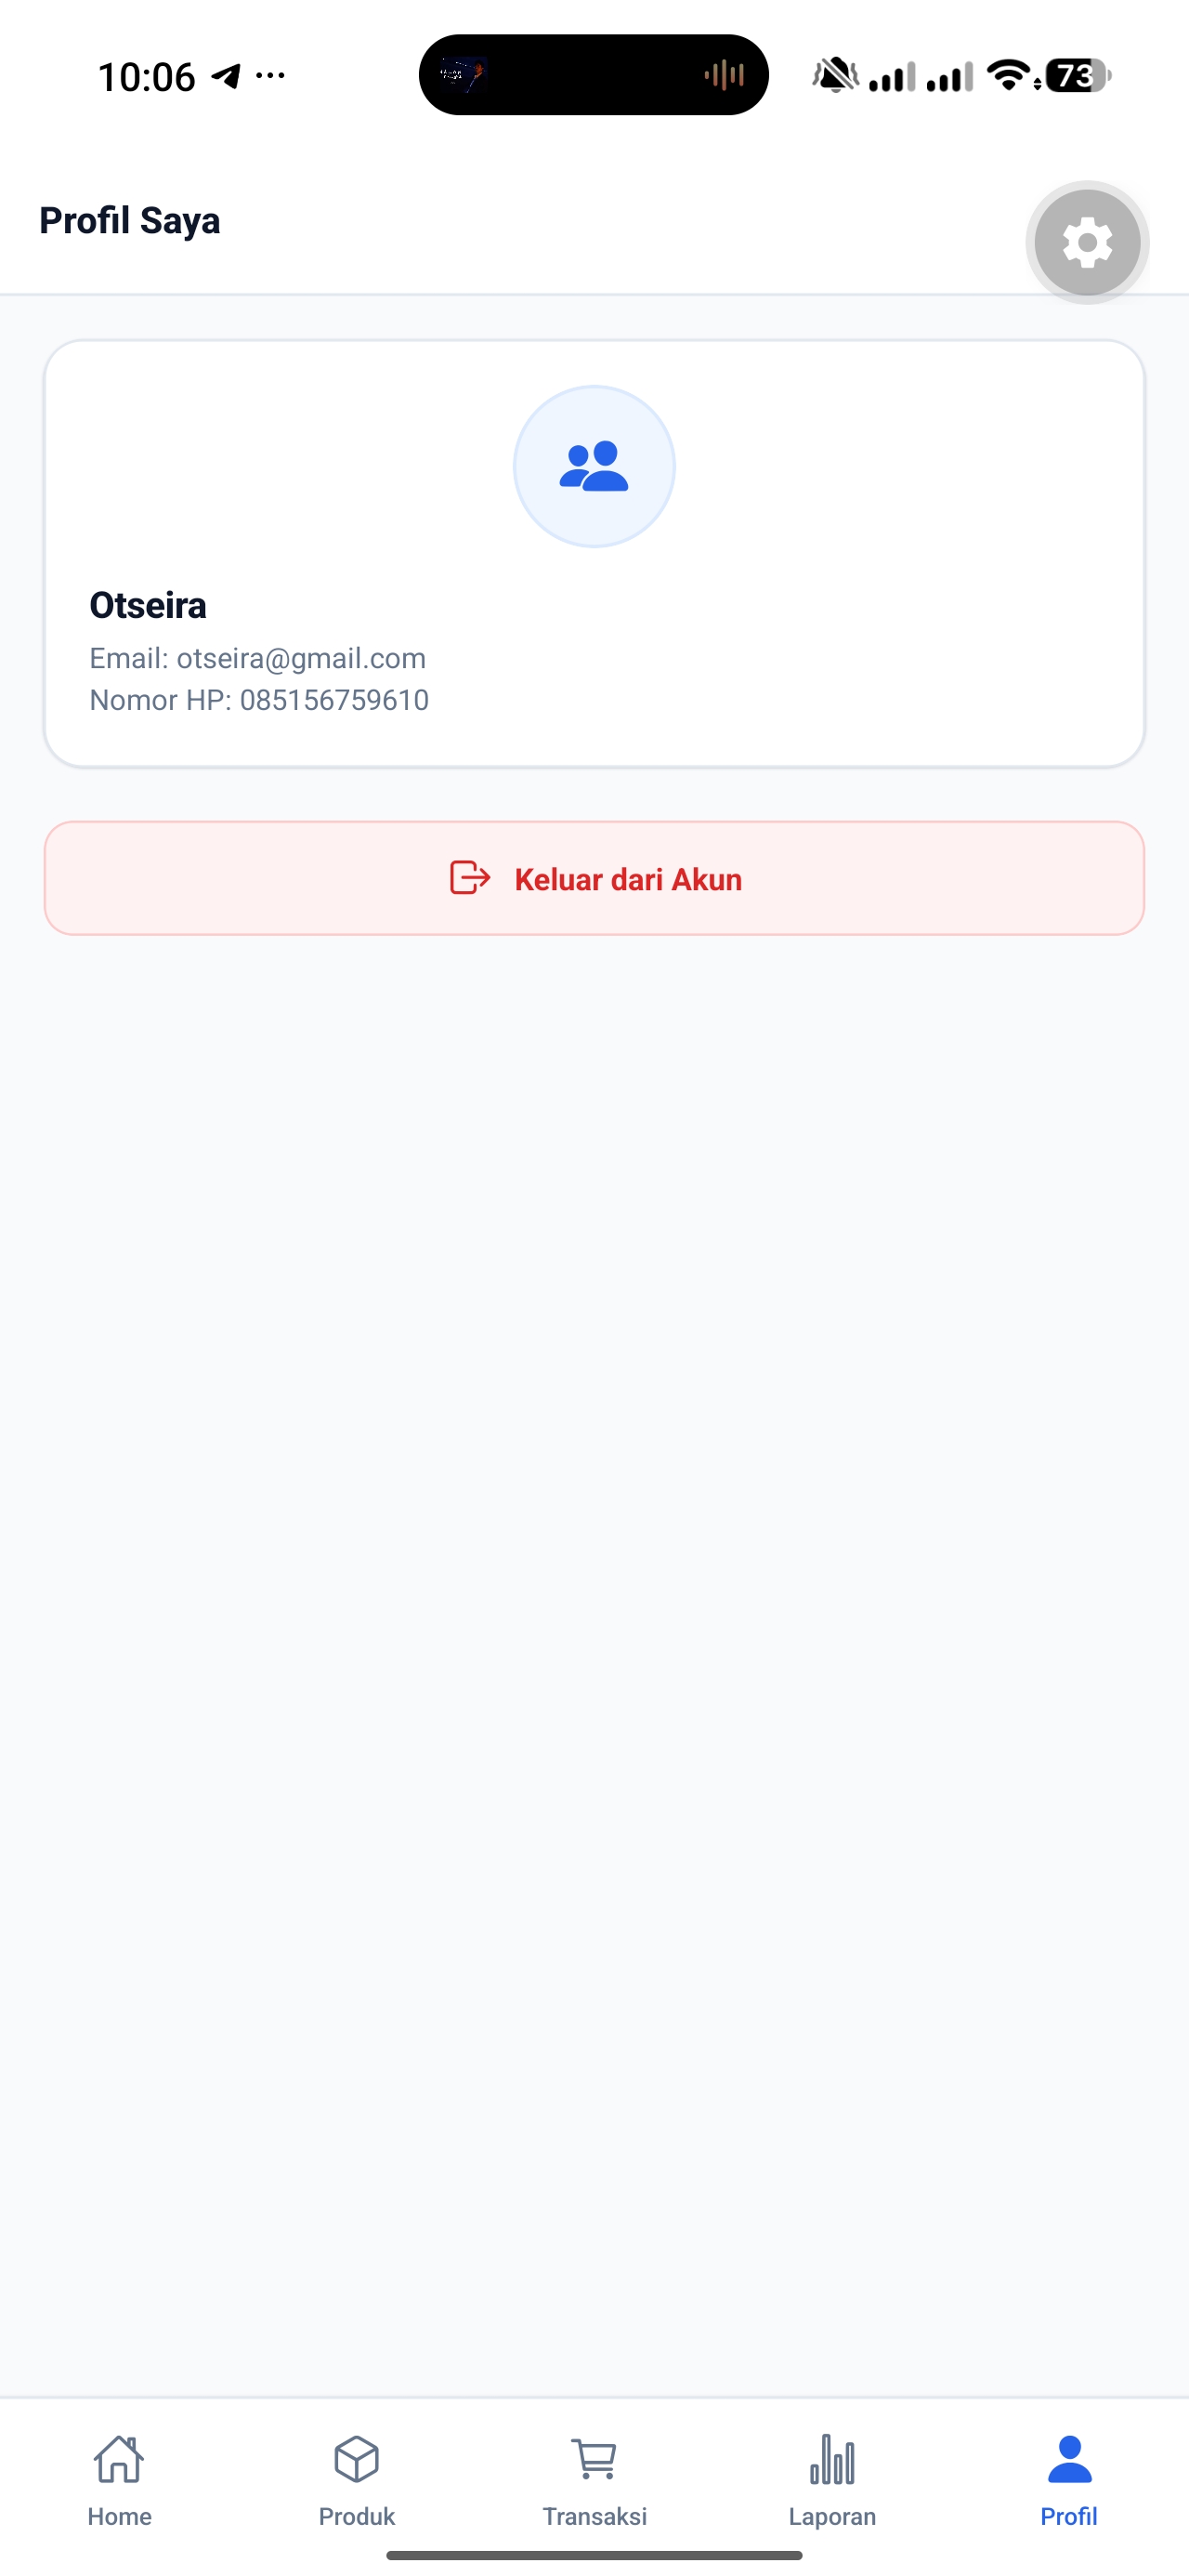 10:06
73
Profil Saya
Otseira
Email: otseira@gmail.com
Nomor HP: 085156759610
Keluar dari Akun
Home
Produk
Transaksi
Laporan
Profil